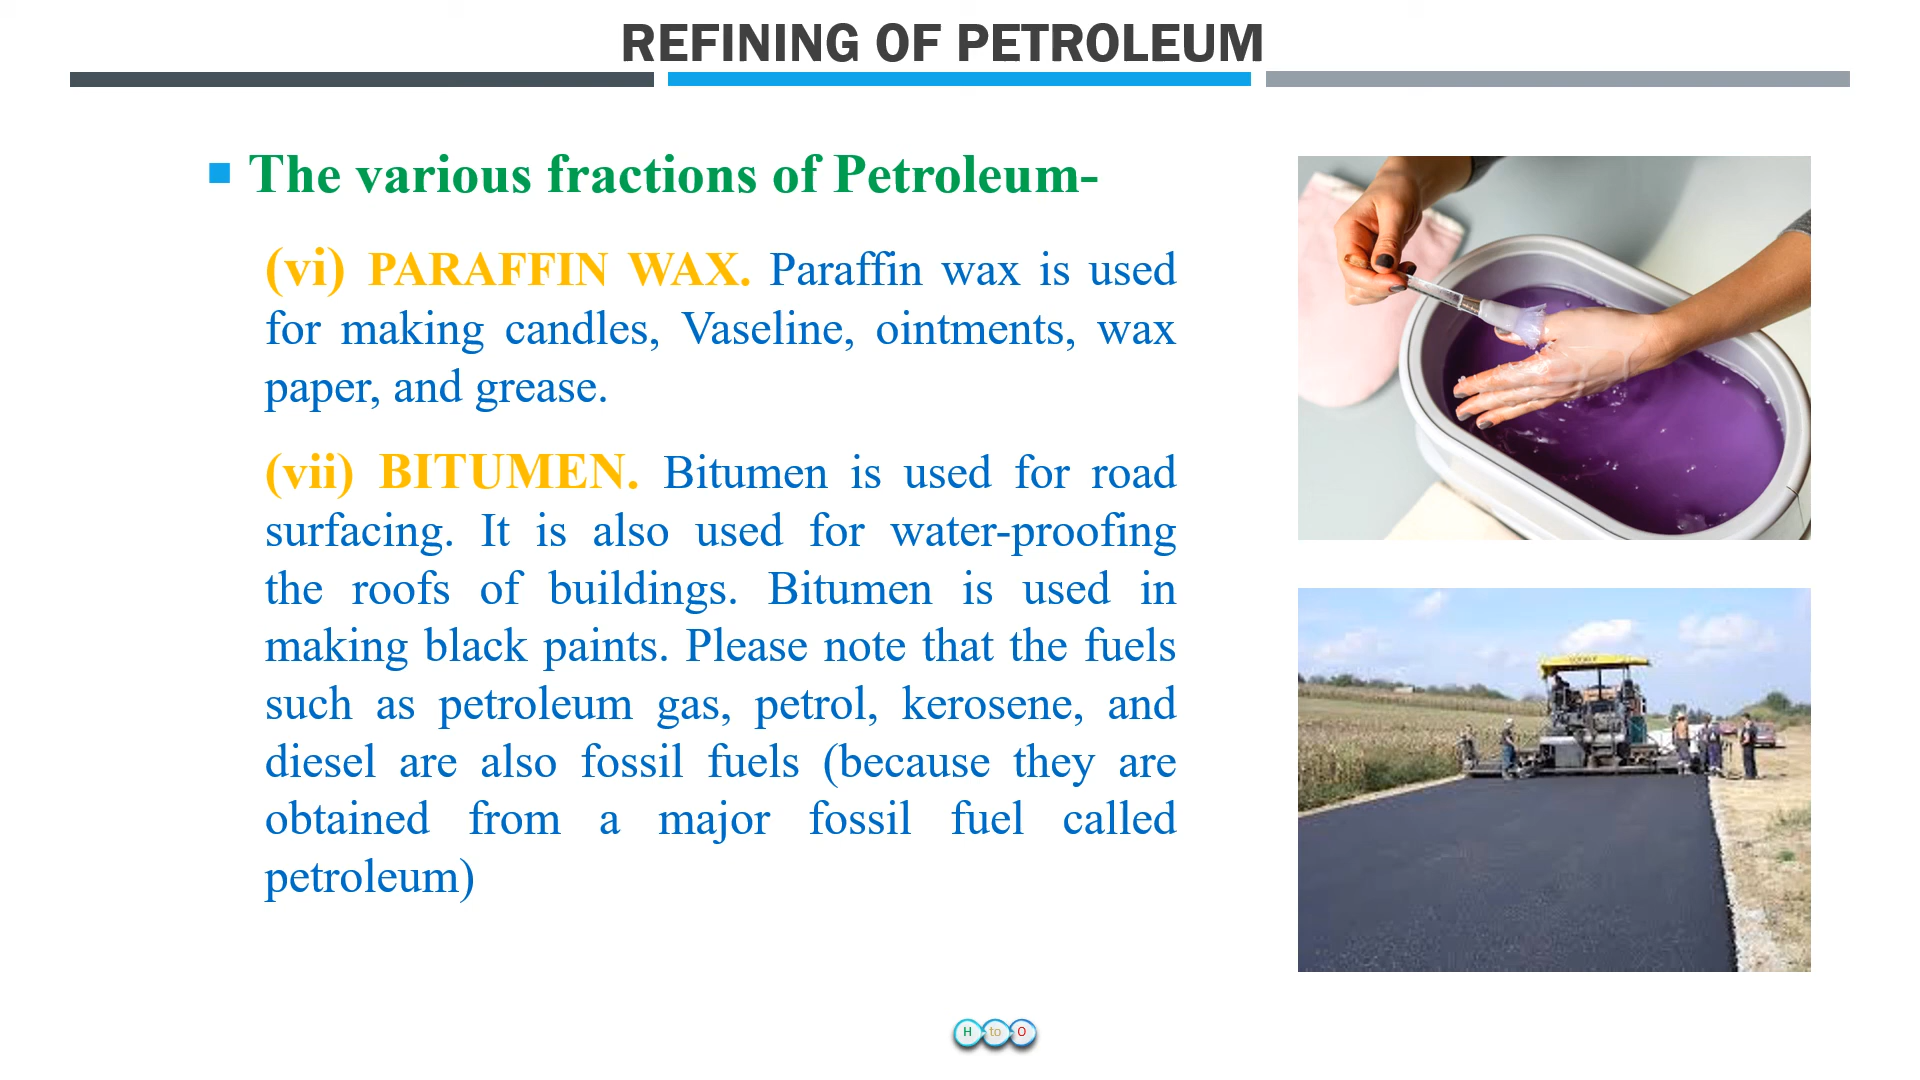 REFINING OF PETROLEUM
The various fractions of Petroleum-
(vi) PARAFFIN WAX. Paraffin wax is used
for making candles, Vaseline, ointments, wax
paper, and grease.
(vii) BITUMEN. Bitumen is used for road
surfacing. It is also used for water-proofing
the roofs of buildings. Bitumen is used in
making black paints. Please note that the fuels
such as petroleum gas, petrol, kerosene, and
diesel are also fossil fuels (because they are
obtained from a major fossil fuel called
petroleum)
H to O